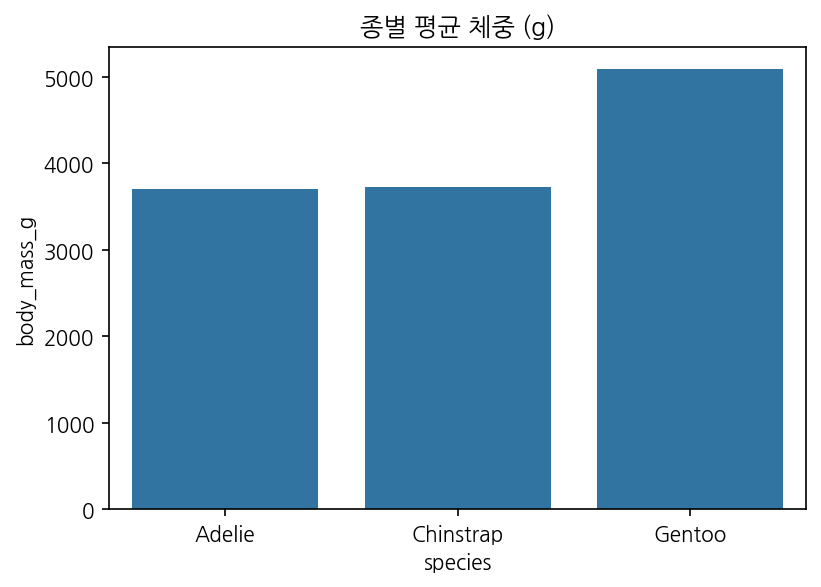 종별 평균 체중 (g)
body_mass_g
5000
4000
3000
2000
1000
0
Adelie
Chinstrap
Gentoo
species